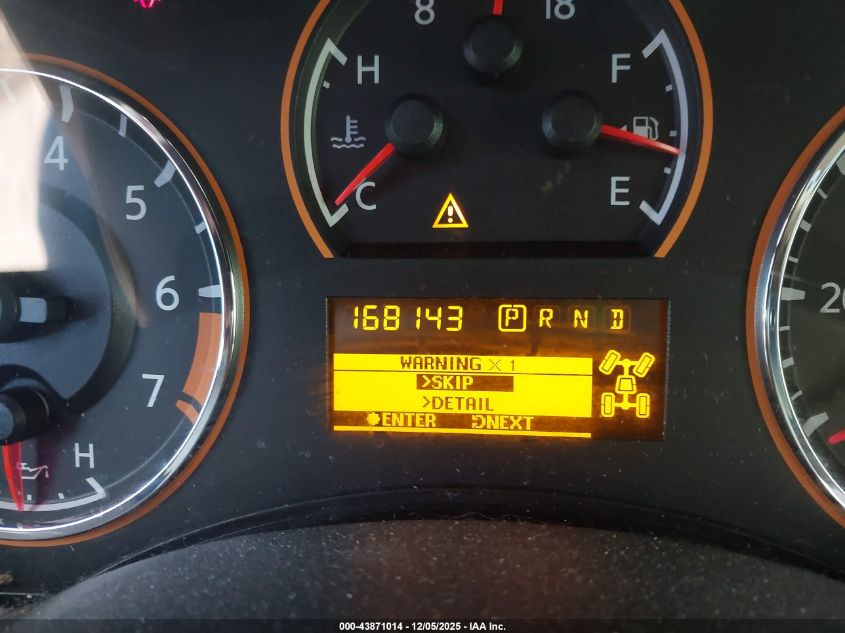 8 18
H F
4
5
C E
6
168143 P R N D
20
WARNING × 1
>SKIP
7
>DETAIL
ENTER NEXT
H
000-43871014 - 12/05/2025 - IAA Inc.